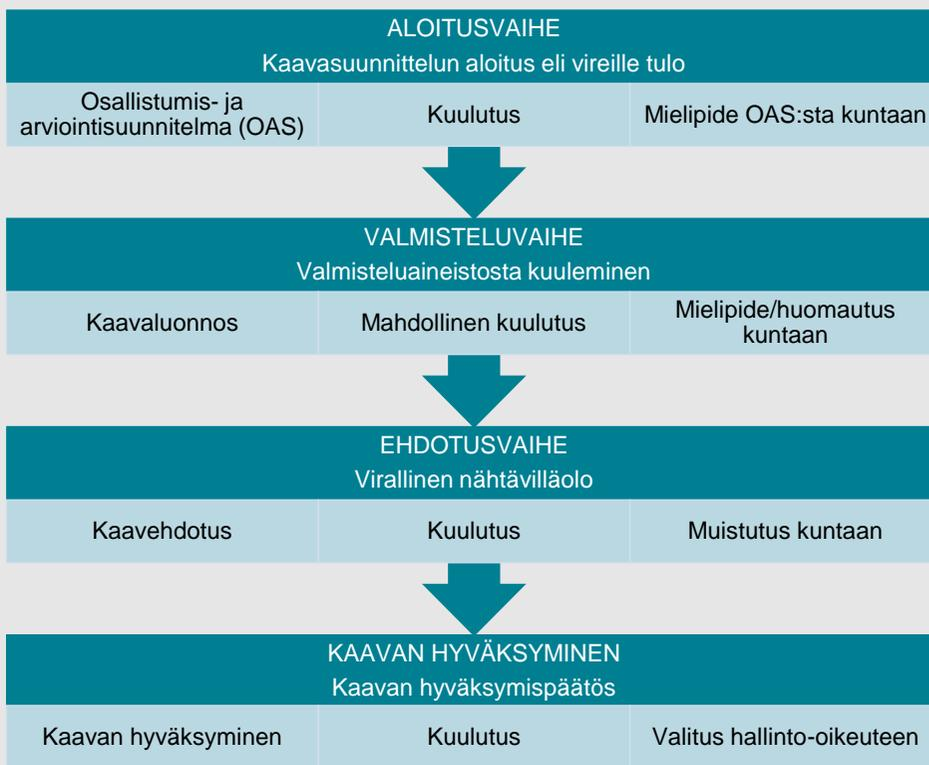 ALOITUSVAIHE
Kaavasuunnittelun aloitus eli vireille tulo
Osallistumis- ja
arviointisuunnitelma (OAS)
Kuulutus
Mielipide OAS:sta kuntaan
VALMISTELUVAIHE
Valmisteluaineistosta kuuleminen
Kaavaluonnos
Mahdollinen kuulutus
Mielipide/huomautus
kuntaan
EHDOTUSVAIHE
Virallinen nähtävilläolo
Kaavehdotus
Kuulutus
Muistutus kuntaan
KAAVAN HYVÄKSYMINEN
Kaavan hyväksymispäätös
Kaavan hyväksyminen
Kuulutus
Valitus hallinto-oikeuteen